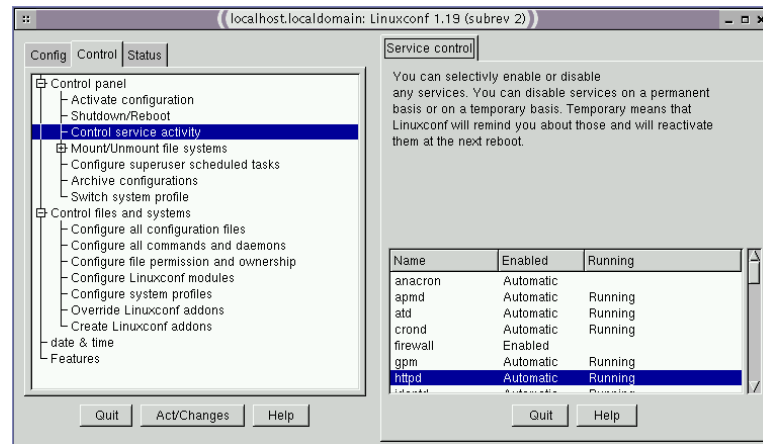 localhost.localdomain: Linuxconf 1.19 (subrev 2)
Config Control Status
Control panel
Activate configuration
Shutdown/Reboot
Control service activity
Mount/Unmount file systems
Configure superuser scheduled tasks
Archive configurations
Switch system profile
Control files and systems
Configure all configuration files
Configure all commands and daemons
Configure file permission and ownership
Configure Linuxconf modules
Configure system profiles
Override Linuxconf addons
Create Linuxconf addons
date & time
Features
Quit Act/Changes Help
Service control
You can selectivly enable or disable
any services. You can disable services on a permanent
basis or on a temporary basis. Temporary means that
Linuxconf will remind you about those and will reactivate
them at the next reboot.
Name Enabled Running
anacron Automatic
apmd Automatic Running
atd Automatic Running
crond Automatic Running
firewall Enabled
gpm Automatic Running
httpd Automatic Running
Quit Help